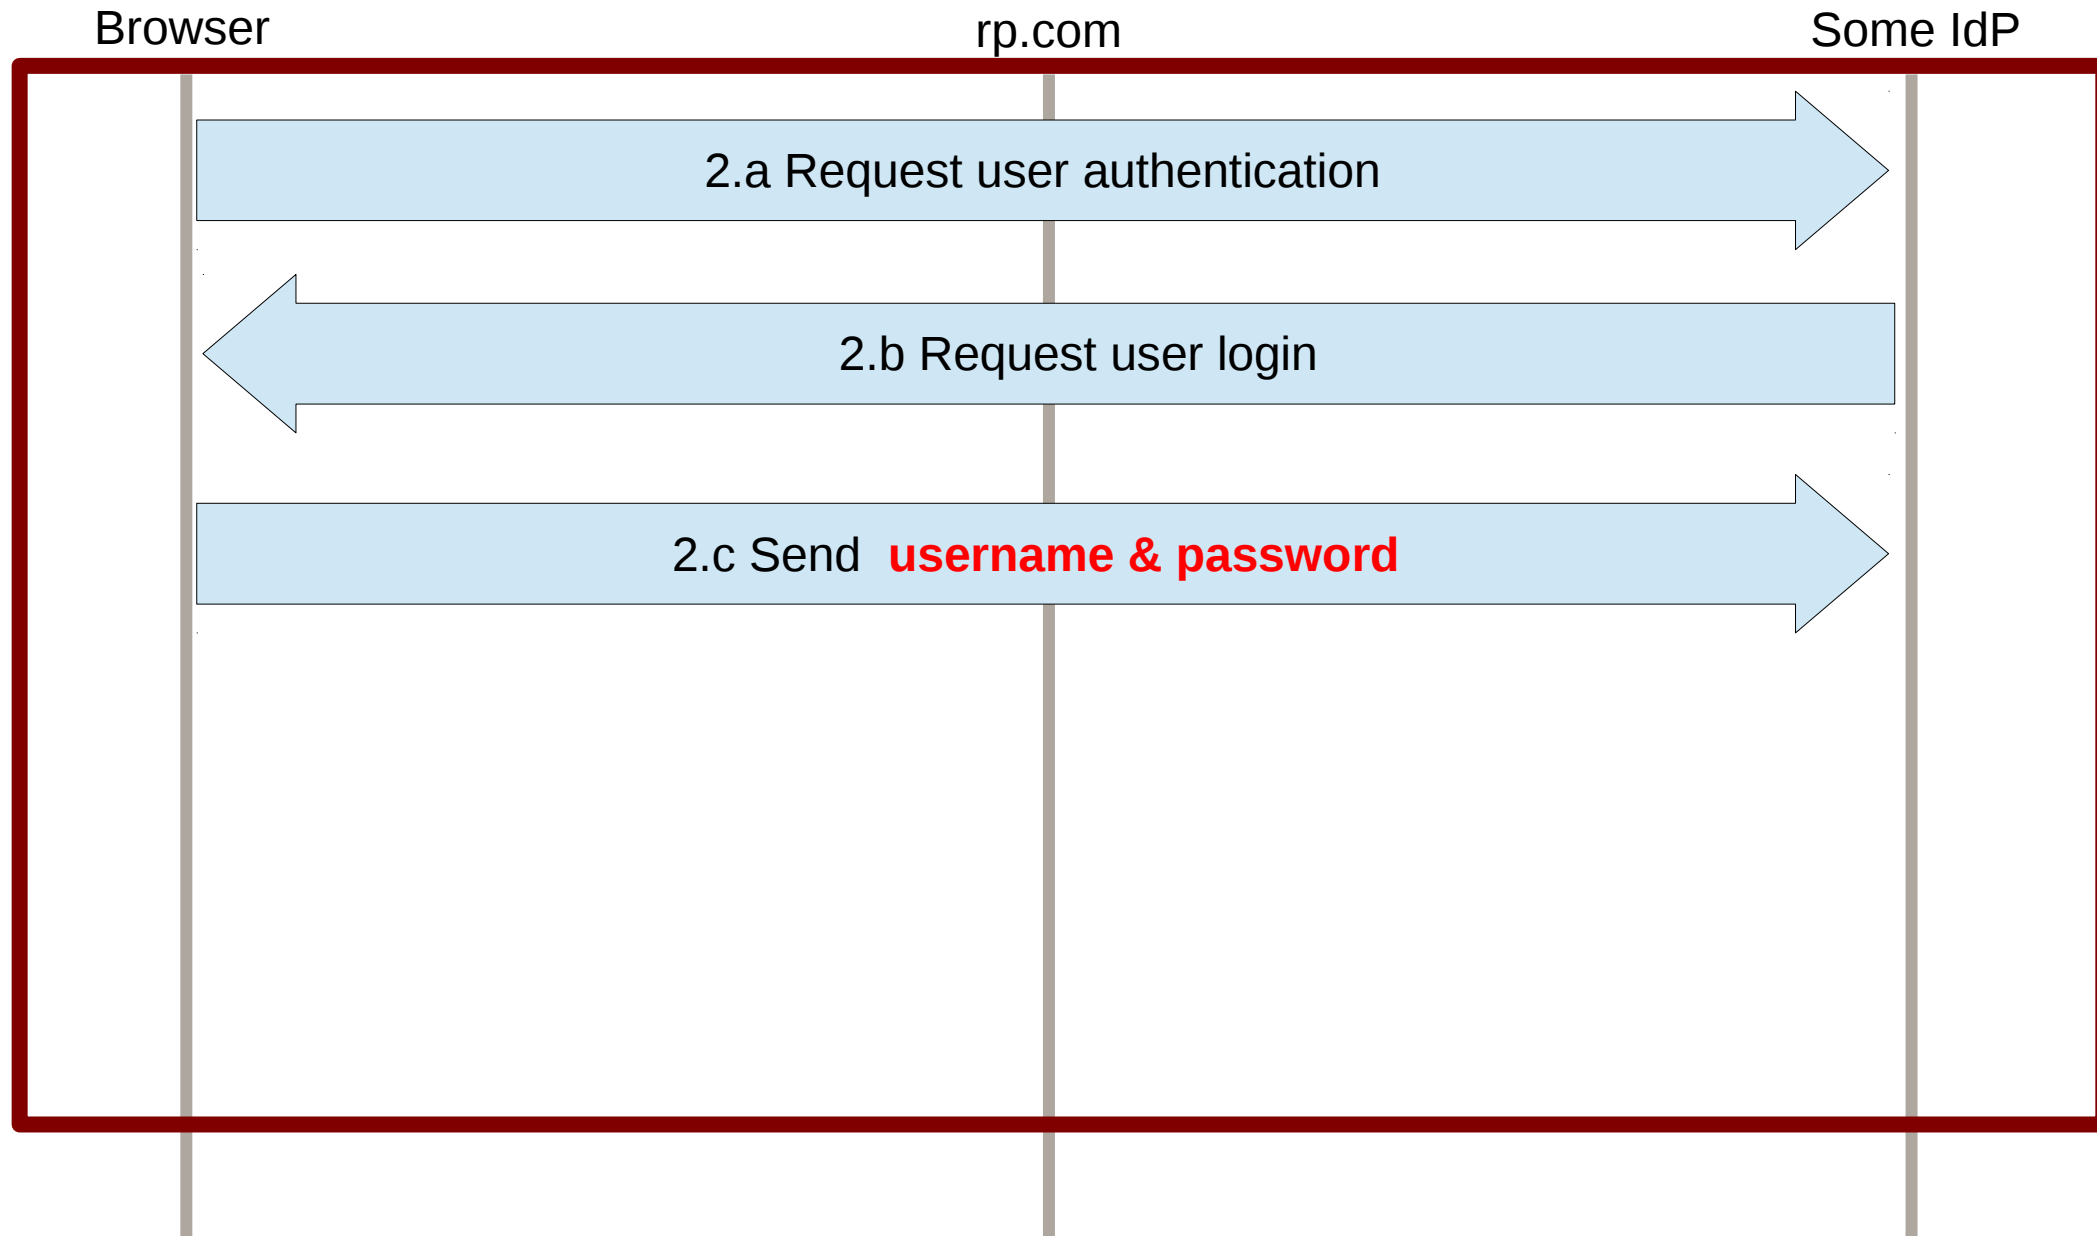 Browser
rp.com
Some IdP
2.a Request user authentication
2.b Request user login
2.c Send username & password